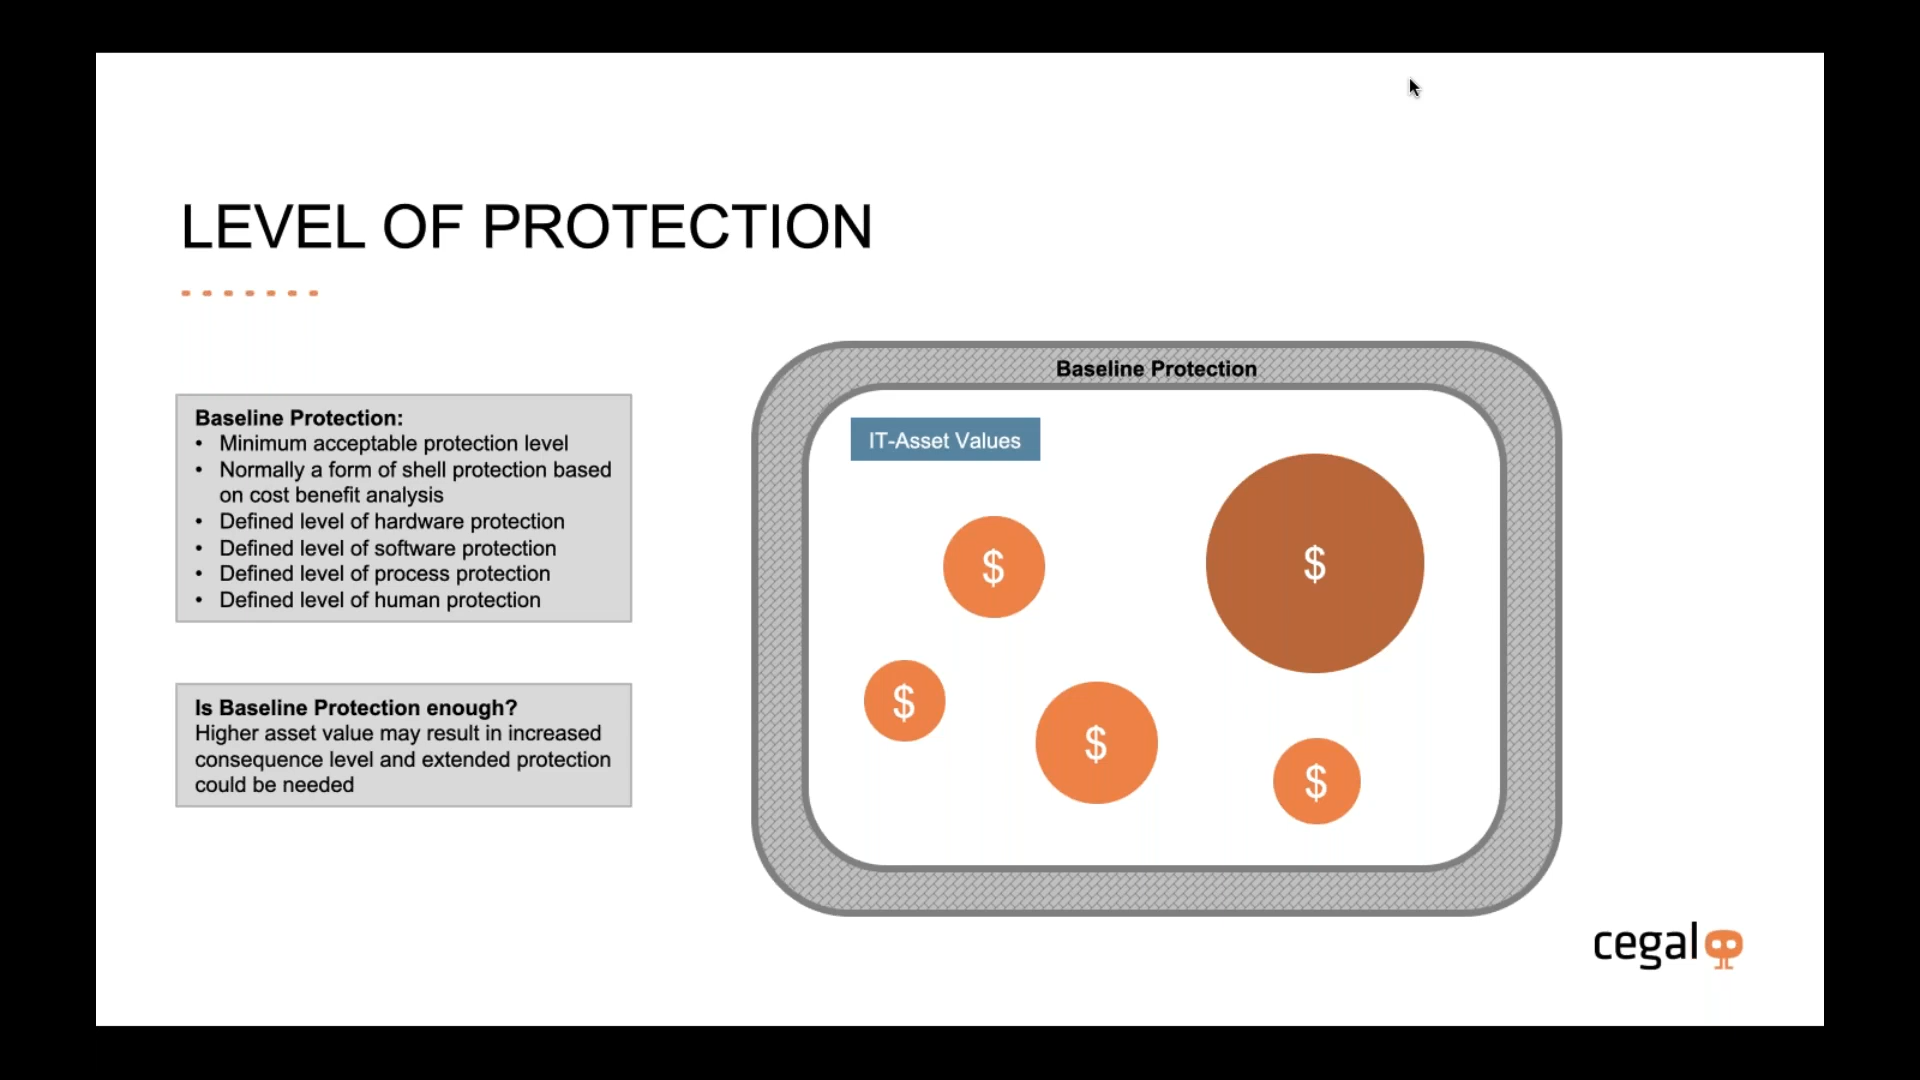 LEVEL OF PROTECTION
Baseline Protection:
• Minimum acceptable protection level
• Normally a form of shell protection based
on cost benefit analysis
• Defined level of hardware protection
• Defined level of software protection
• Defined level of process protection
• Defined level of human protection
Is Baseline Protection enough?
Higher asset value may result in increased
consequence level and extended protection
could be needed
Baseline Protection
IT-Asset Values
$
$
$
$
$
cegal